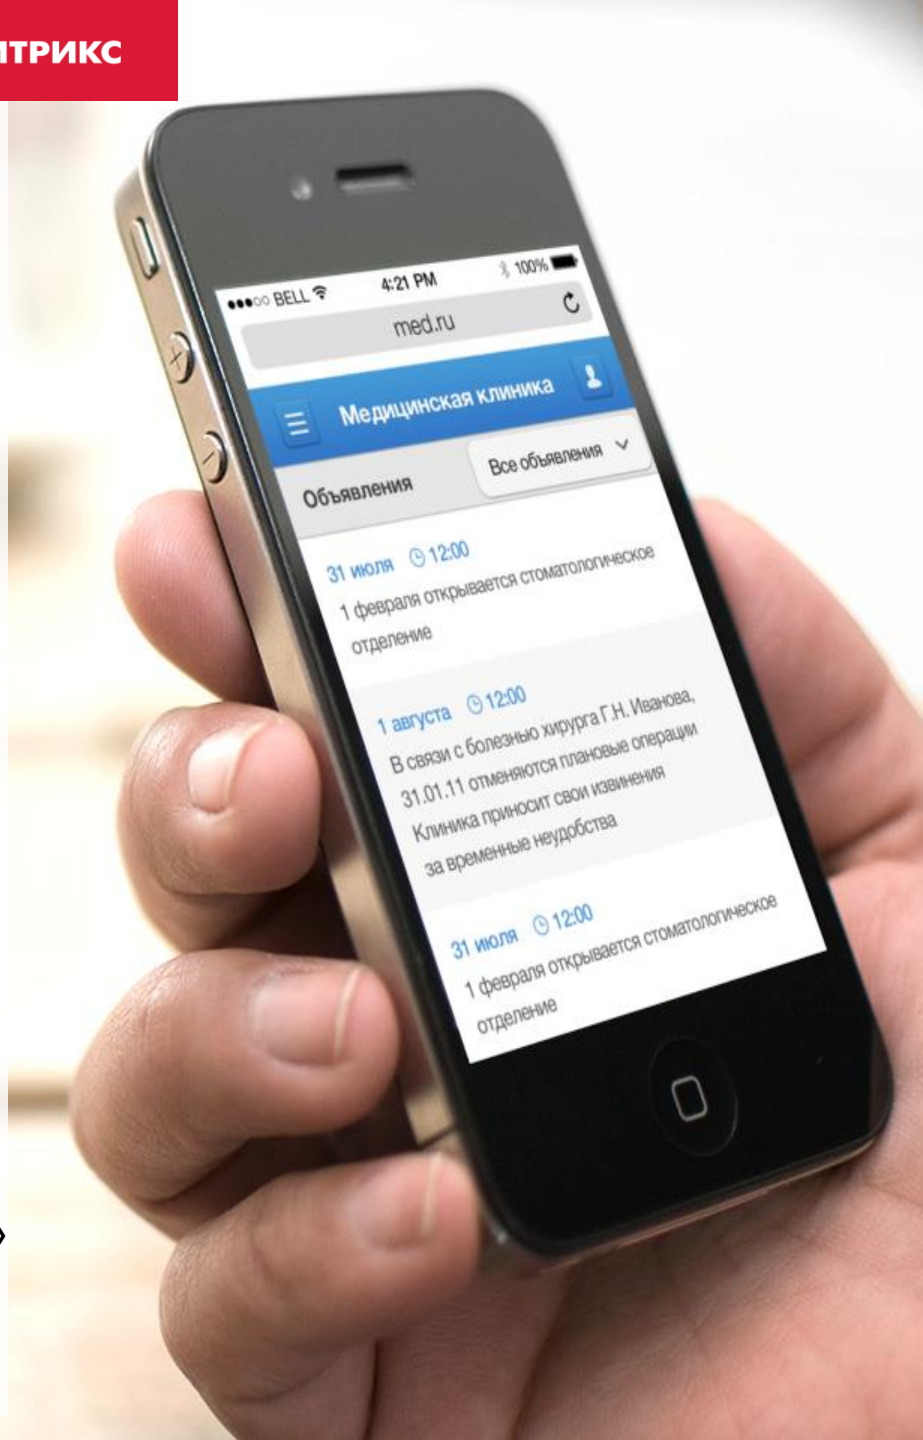 ИТРИКС
BELL 4:21 PM 100%
med.ru
Медицинская клиника
Объявления Все объявления
31 июля 12:00
1 февраля открывается стоматологическое
отделение
1 августа 12:00
В связи с болезнью хирурга Г.Н. Иванова,
31.01.11 отменяются плановые операции
Клиника приносит свои извинения
за временные неудобства
31 июля 12:00
1 февраля открывается стоматологическое
отделение